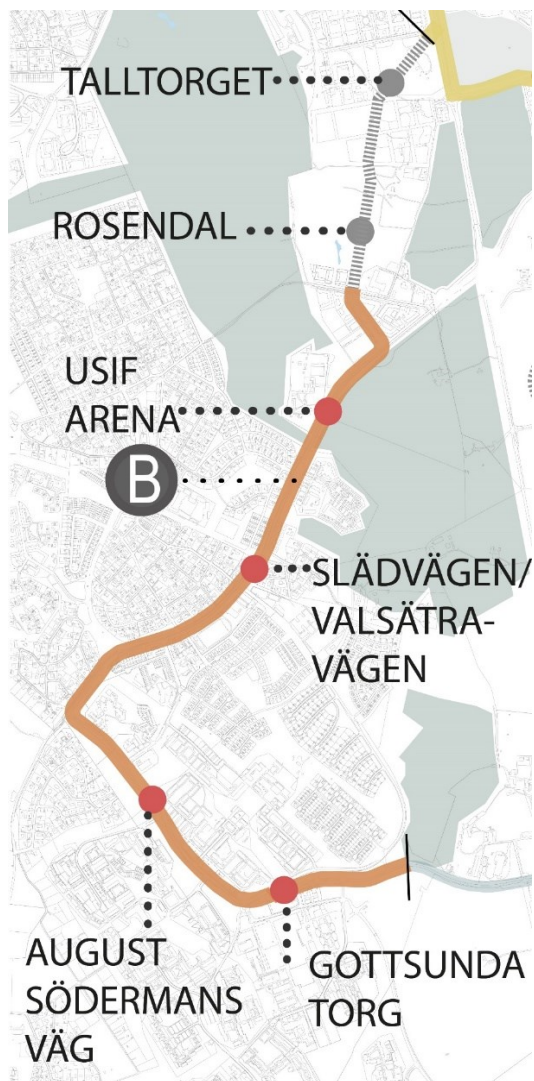 TALLTORGET
ROSENDAL
USIF
ARENA
B
SLÄDVÄGEN/
VALSÄTRA-
VÄGEN
AUGUST
SÖDERMANS
VÄG
GOTTSUNDA
TORG